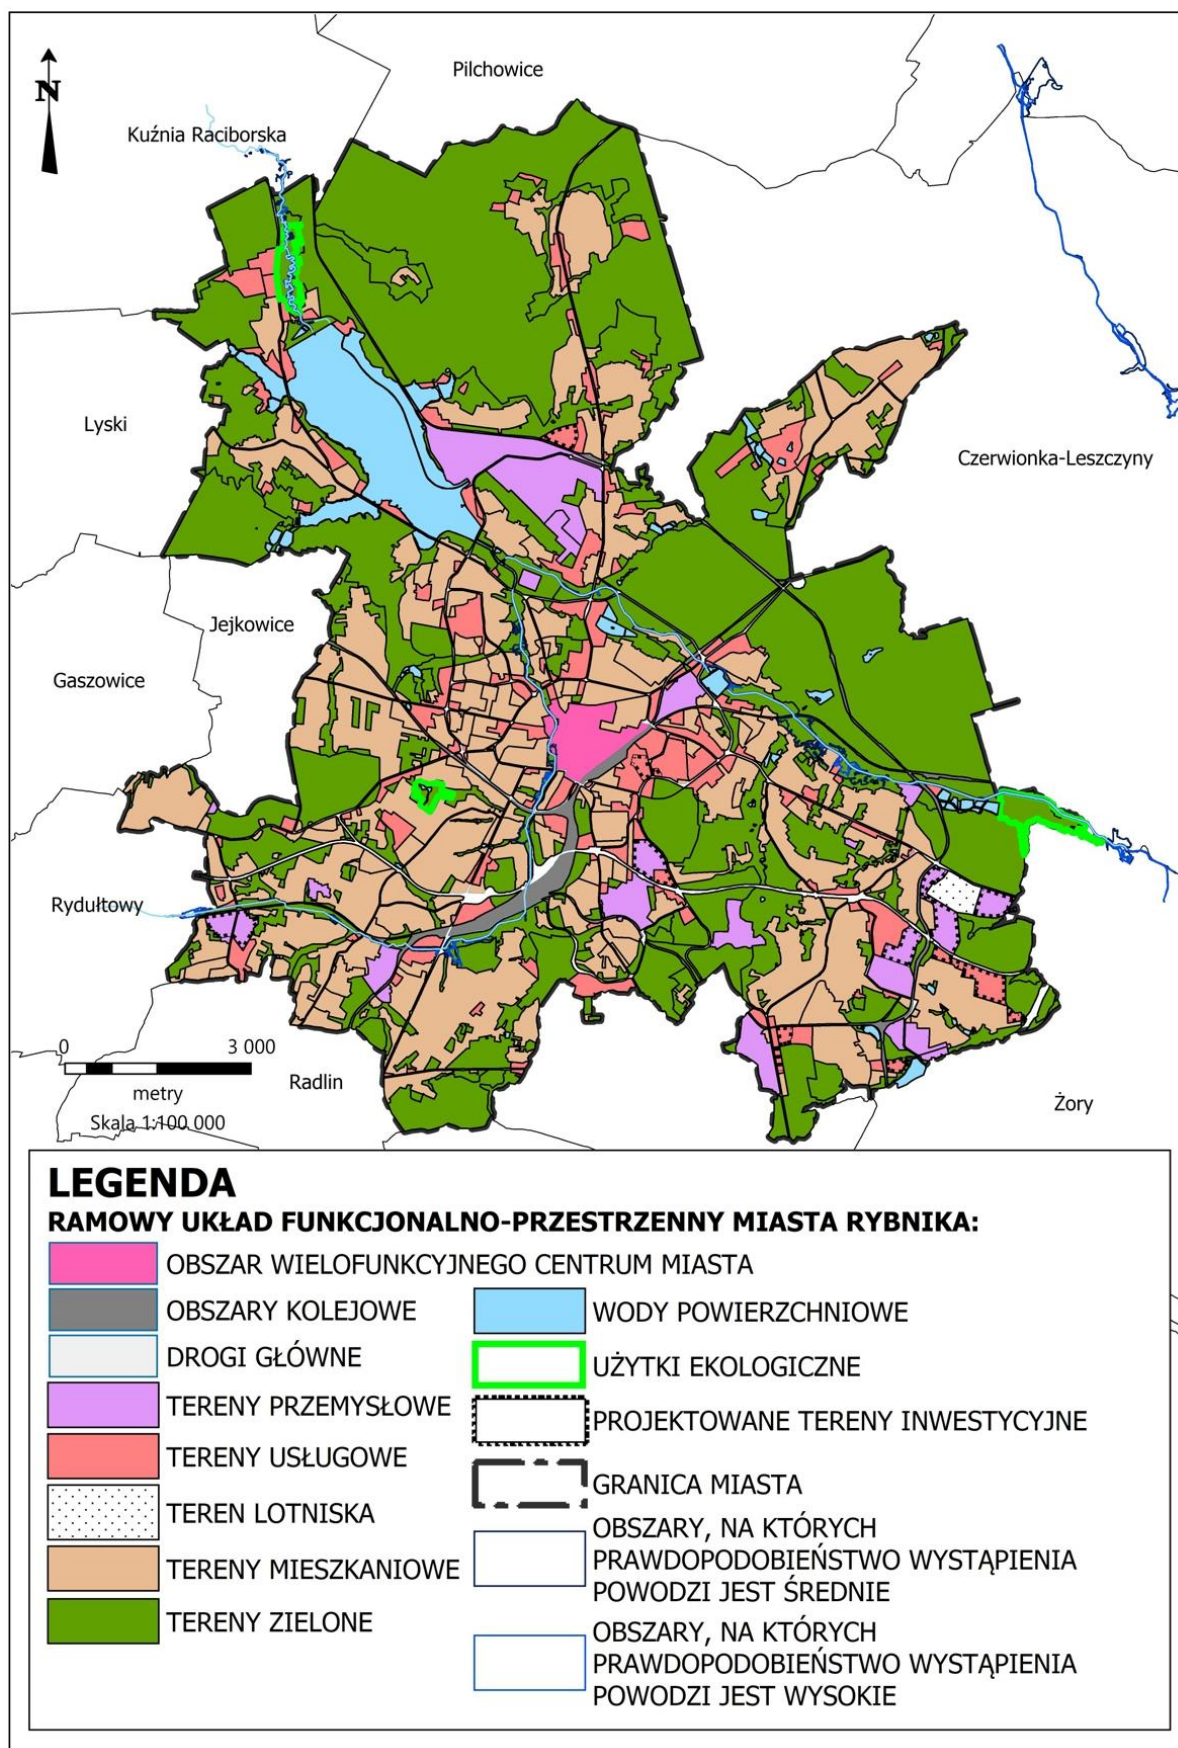 Pilchowice
N
Kuźnia Raciborska
Lyski
Czerwionka-Leszczyny
Jejkowice
Gaszowice
Rydułtowy
0 3 000
metry
Skala 1:100 000
Radlin
Żory
LEGENDA
RAMOWY UKŁAD FUNKCJONALNO-PRZESTRZENNY MIASTA RYBNIKA:
OBSZAR WIELOFUNKCYJNEGO CENTRUM MIASTA
OBSZARY KOLEJOWE
DROGI GŁÓWNE
TERENY PRZEMYSŁOWE
TERENY USŁUGOWE
TEREN LOTNISKA
TERENY MIESZKANIOWE
TERENY ZIELONE
WODY POWIERZCHNIOWE
UŻYTKI EKOLOGICZNE
PROJEKTOWANE TERENY INWESTYCYJNE
GRANICA MIASTA
OBSZARY, NA KTÓRYCH
PRAWDOPODOBIEŃSTWO WYSTĄPIENIA
POWODZI JEST ŚREDNIE
OBSZARY, NA KTÓRYCH
PRAWDOPODOBIEŃSTWO WYSTĄPIENIA
POWODZI JEST WYSOKIE